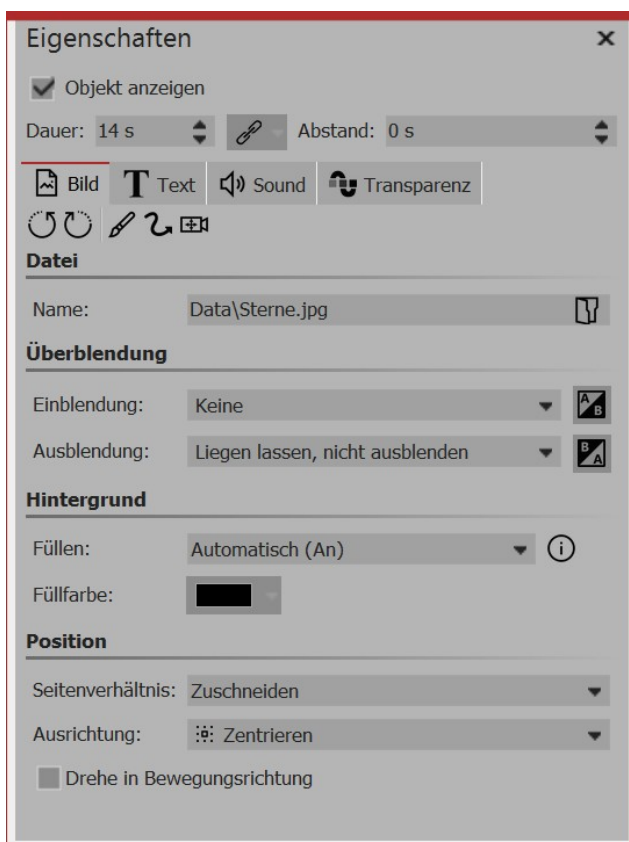 Eigenschaften
Objekt anzeigen
Dauer: 14 s Abstand: 0 s
Bild Text Sound Transparenz
Datei
Name: Data\Sterne.jpg
Überblendung
Einblendung: Keine
Ausblendung: Liegen lassen, nicht ausblenden
Hintergrund
Füllen: Automatisch (An)
Füllfarbe:
Position
Seitenverhältnis: Zuschneiden
Ausrichtung: Zentrieren
Drehe in Bewegungsrichtung